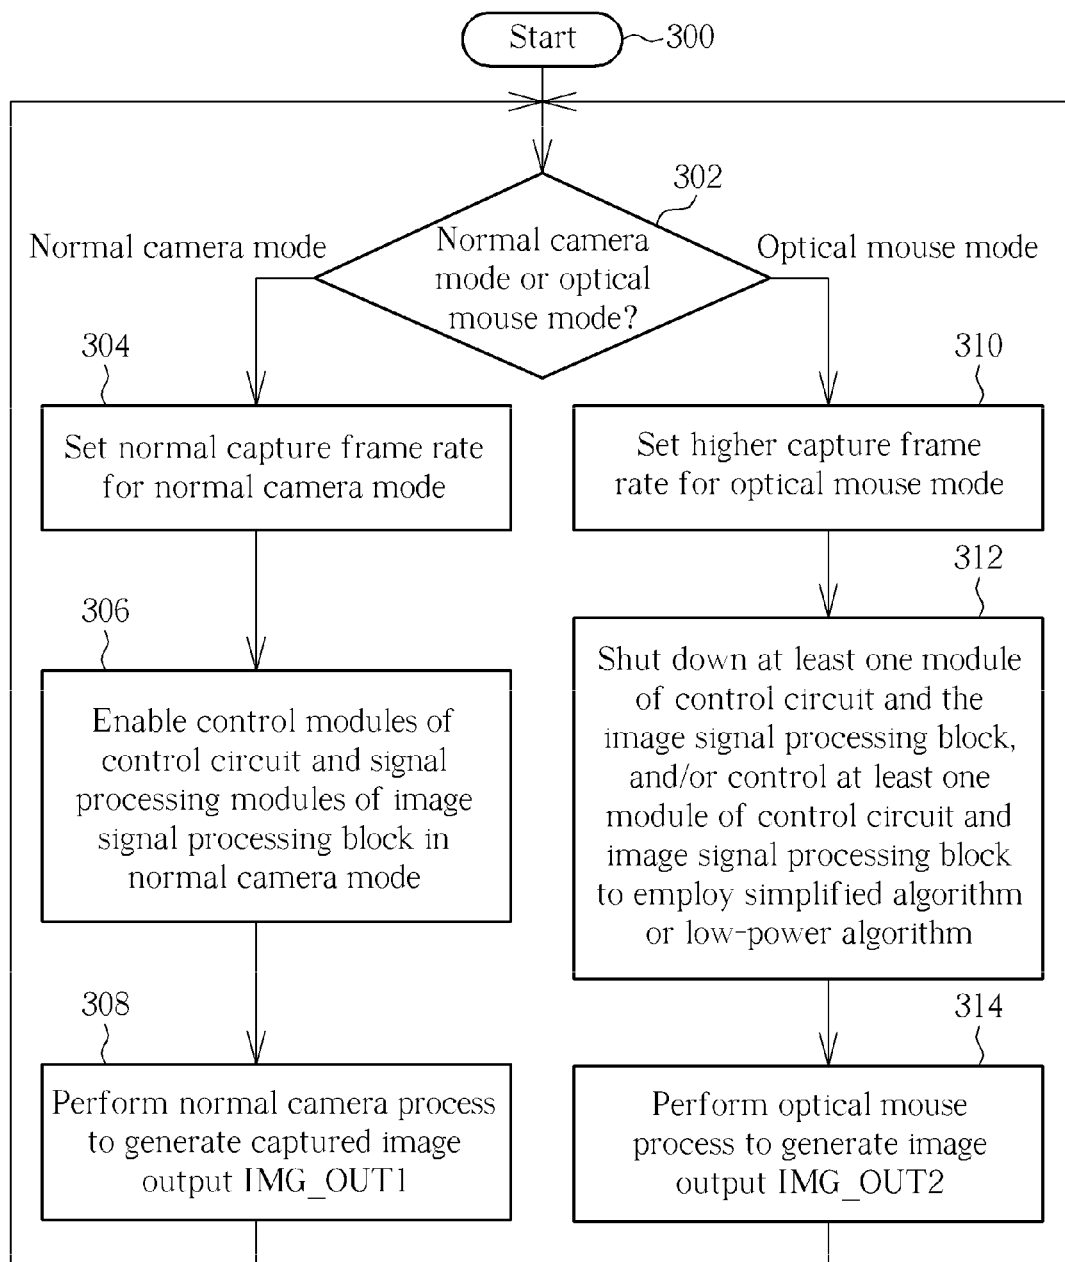 Start
300
302
Normal camera mode
Normal camera
mode or optical
mouse mode?
Optical mouse mode
304
Set normal capture frame rate
for normal camera mode
306
Enable control modules of
control circuit and signal
processing modules of image
signal processing block in
normal camera mode
308
Perform normal camera process
to generate captured image
output IMG_OUT1
310
Set higher capture frame
rate for optical mouse mode
312
Shut down at least one module
of control circuit and the
image signal processing block,
and/or control at least one
module of control circuit and
image signal processing block
to employ simplified algorithm
or low-power algorithm
314
Perform optical mouse
process to generate image
output IMG_OUT2